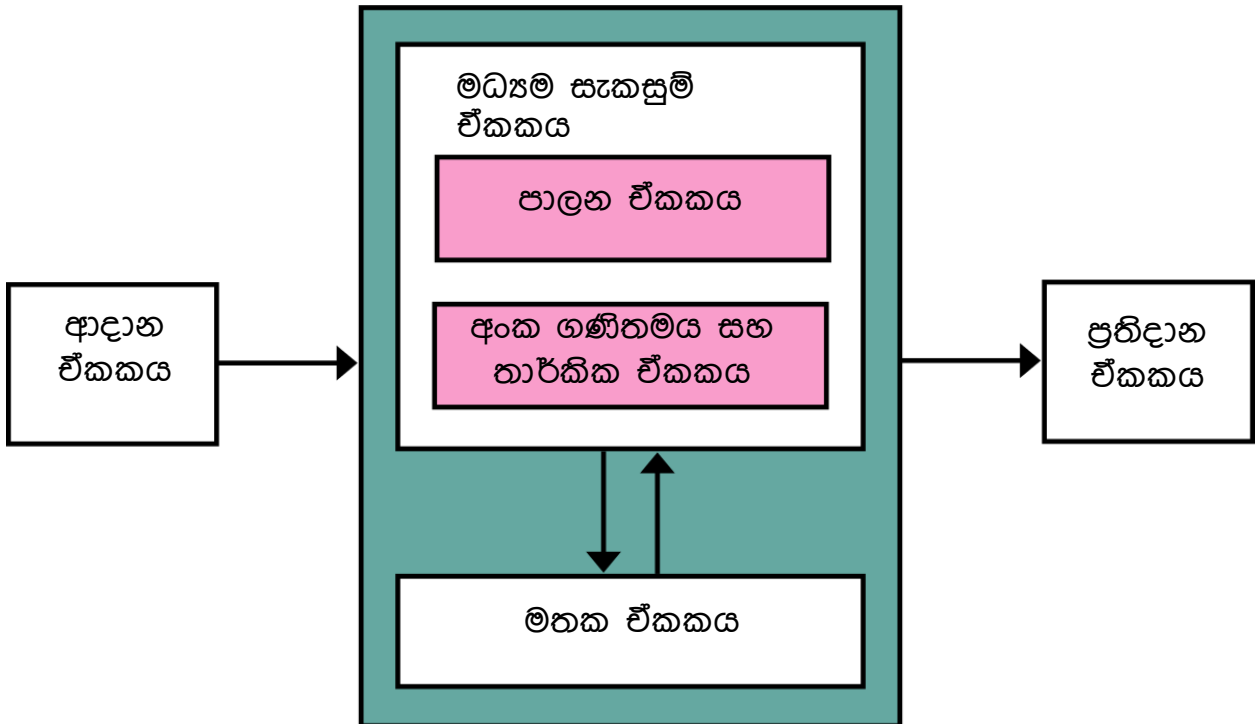 මධ්‍යම සැකසුම්
ඒකකය
පාලන ඒකකය
ආදාන
ඒකකය
අංක ගණිතමය සහ
තාර්කික ඒකකය
ප්‍රතිදාන
ඒකකය
මතක ඒකකය